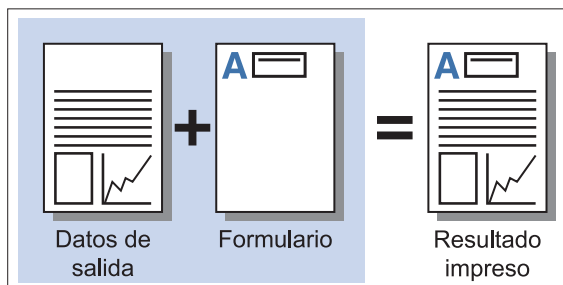 A
+
A
=
Datos de
salida
Formulario
Resultado
impreso